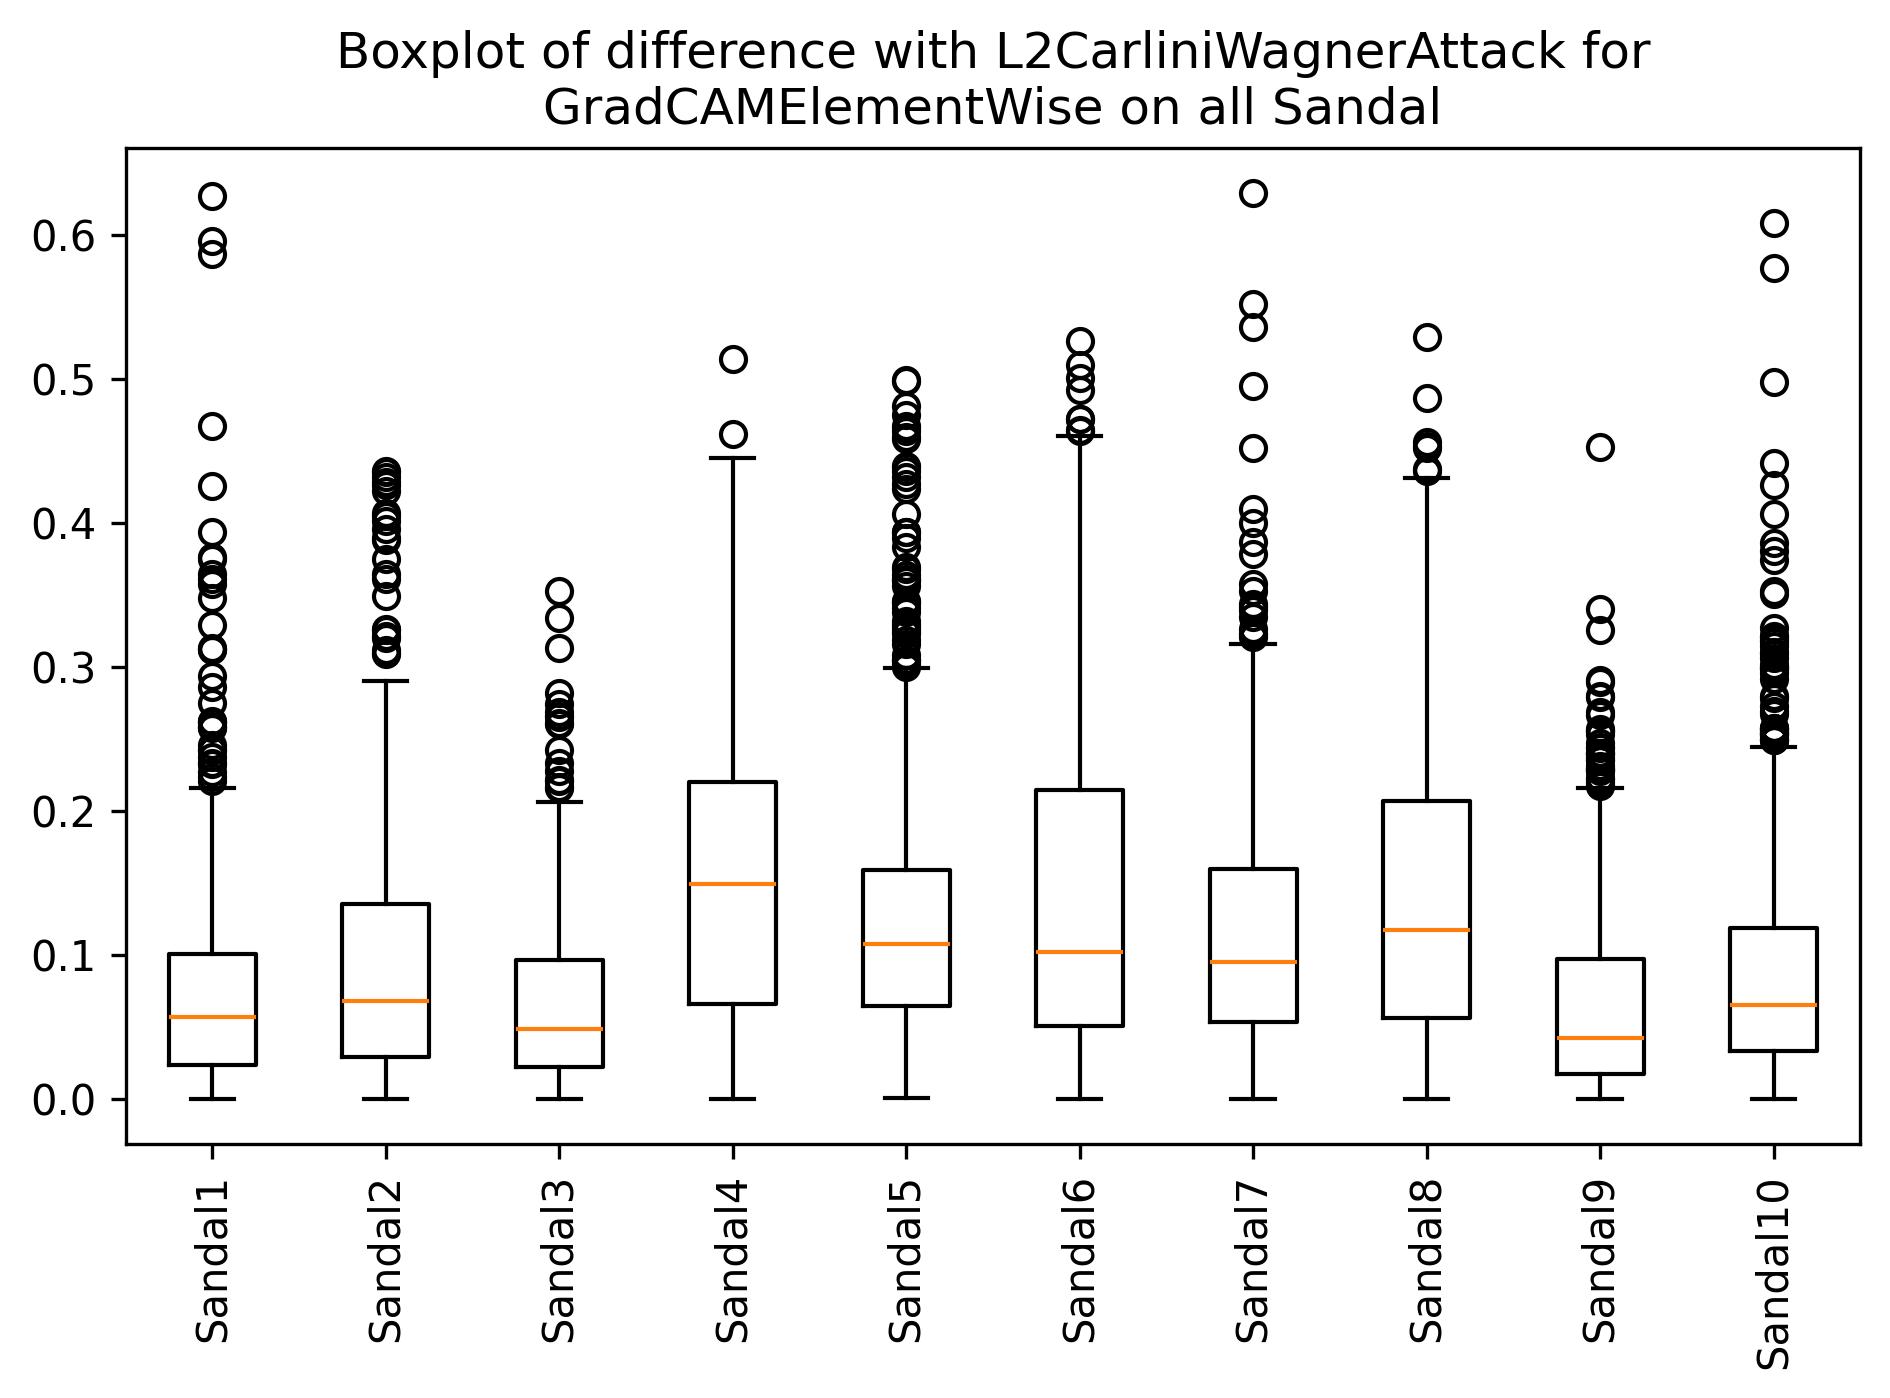 Boxplot of difference with L2CarliniWagnerAttack for
GradCAMElementWise on all Sandal
0.6
0.5
0.4
0.3
0.2
0.1
0.0
Sandal1
Sandal2
Sandal3
Sandal4
Sandal5
Sandal6
Sandal7
Sandal8
Sandal9
Sandal10